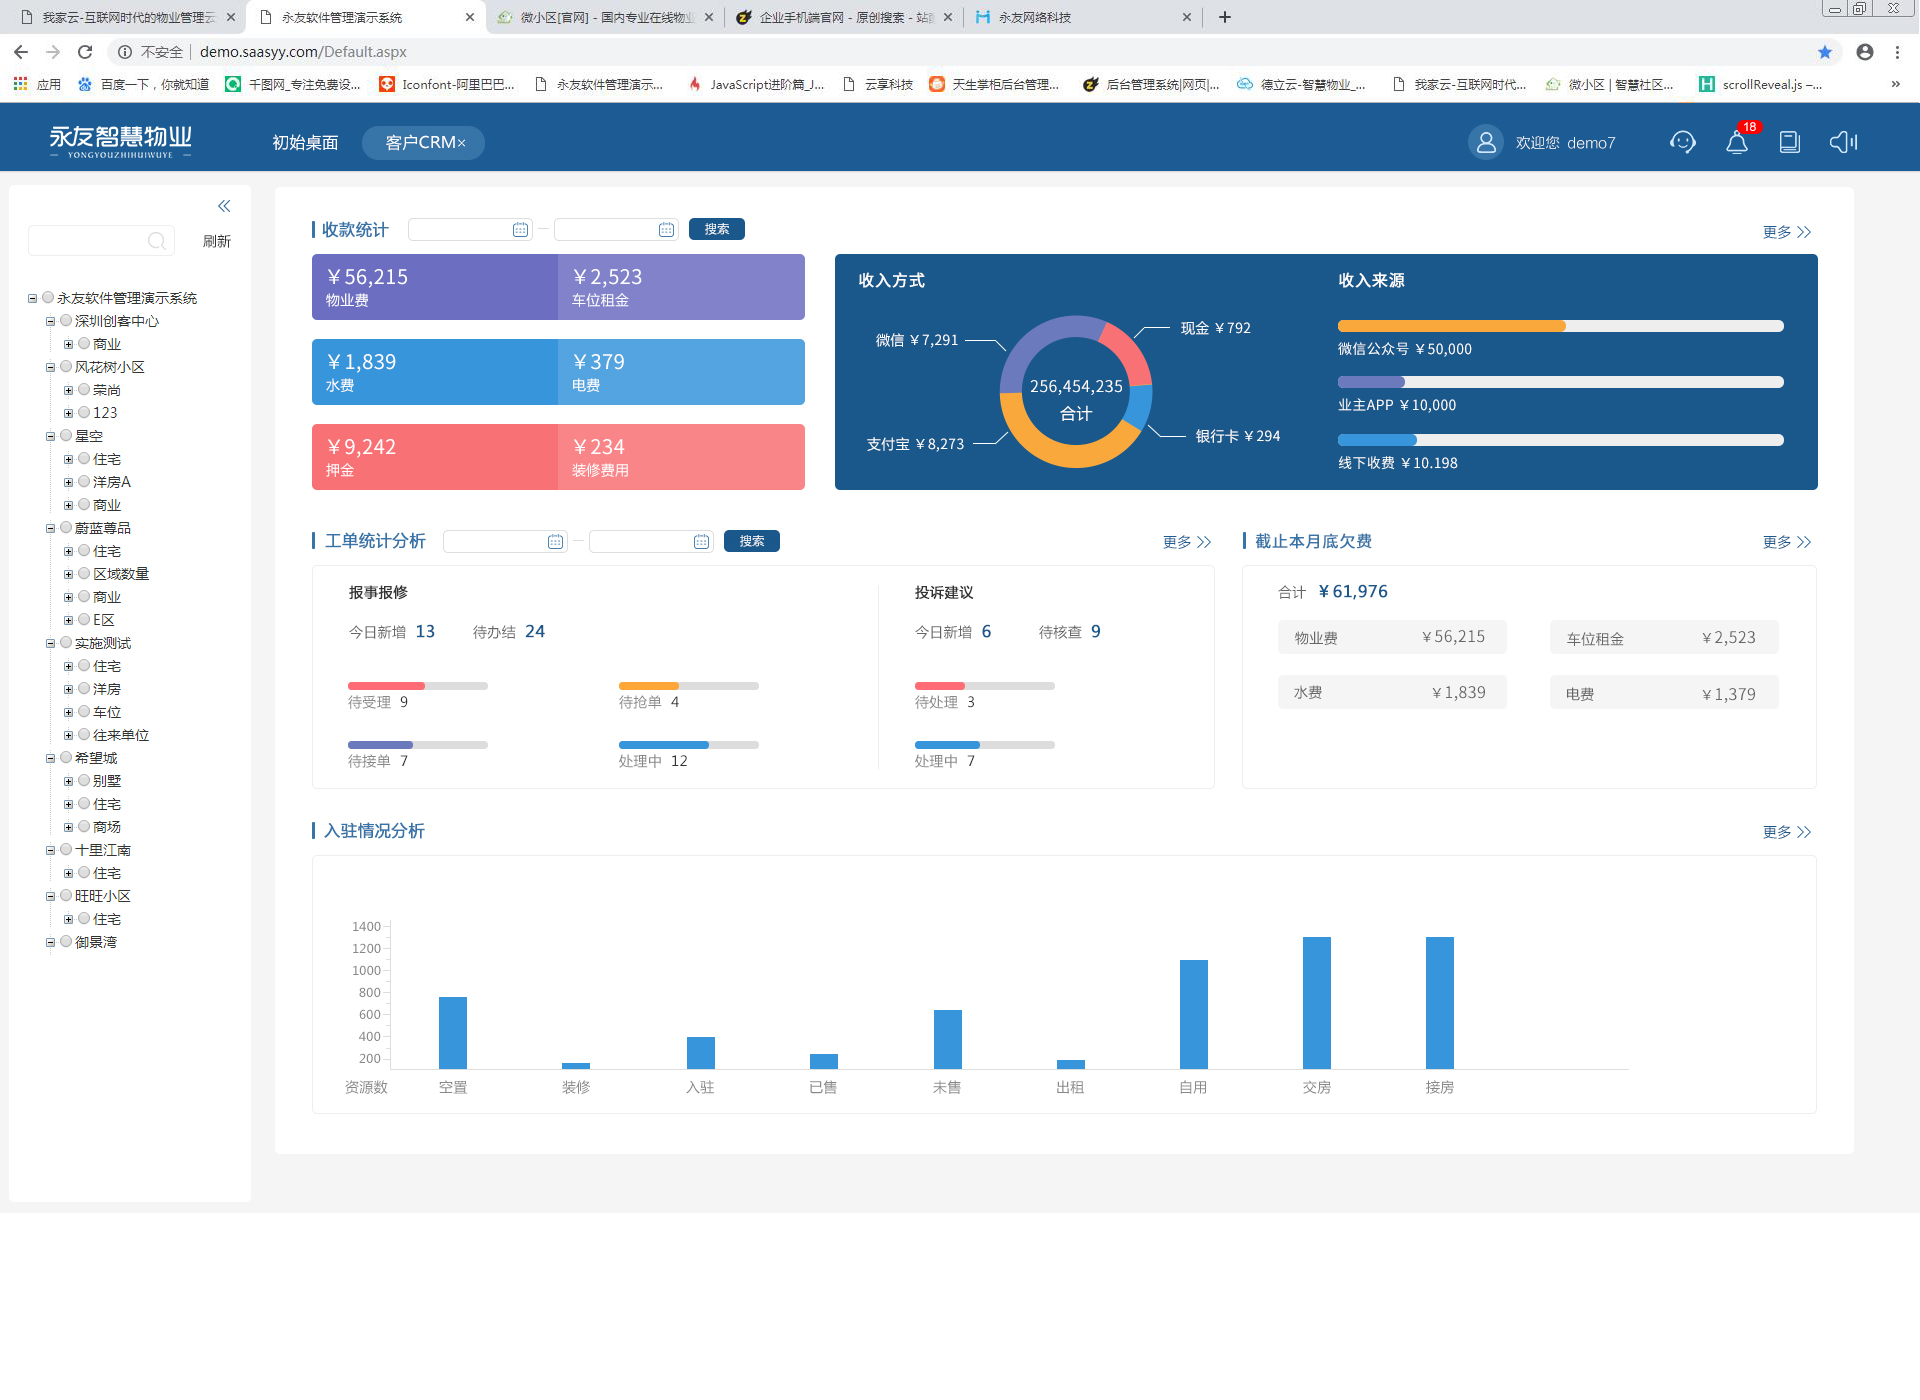 我家云-互联网时代的物业管理云
永友软件管理演示系统
微小区[官网] - 国内专业在线物业
企业手机端官网 - 原创搜索 - 站
永友网络科技
不安全
demo.saasyy.com/Default.aspx
应用
百度一下，你就知道
千图网_专注免费设...
Iconfont-阿里巴巴...
永友软件管理演示...
JavaScript进阶篇_J...
云享科技
天生掌柜后台管理...
后台管理系统|网页|...
德立云-智慧物业_...
我家云-互联网时代...
微小区 | 智慧社区...
scrollReveal.js –...
永友智慧物业
YONGYOUZHIHUIWUYE
初始桌面
客户CRM×
欢迎您 demo7
18
刷新
永友软件管理演示系统
深圳创客中心
商业
风花树小区
荣尚
123
星空
住宅
洋房A
商业
蔚蓝尊品
住宅
区域数量
商业
E区
实施测试
住宅
洋房
车位
往来单位
希望城
别墅
住宅
商场
十里江南
住宅
旺旺小区
住宅
御景湾
收款统计
搜索
更多
￥56,215
物业费
￥2,523
车位租金
￥1,839
水费
￥379
电费
￥9,242
押金
￥234
装修费用
收入方式
微信 ￥7,291
现金 ￥792
256,454,235
合计
支付宝 ￥8,273
银行卡 ￥294
收入来源
微信公众号 ￥50,000
业主APP ￥10,000
线下收费 ￥10.198
工单统计分析
搜索
更多
报事报修
今日新增 13 待办结 24
待受理 9
待抢单 4
待接单 7
处理中 12
投诉建议
今日新增 6 待核查 9
待处理 3
处理中 7
截止本月底欠费
更多
合计 ￥61,976
物业费 ￥56,215
车位租金 ￥2,523
水费 ￥1,839
电费 ￥1,379
入驻情况分析
更多
1400
1200
1000
800
600
400
200
资源数 空置 装修 入驻 已售 未售 出租 自用 交房 接房